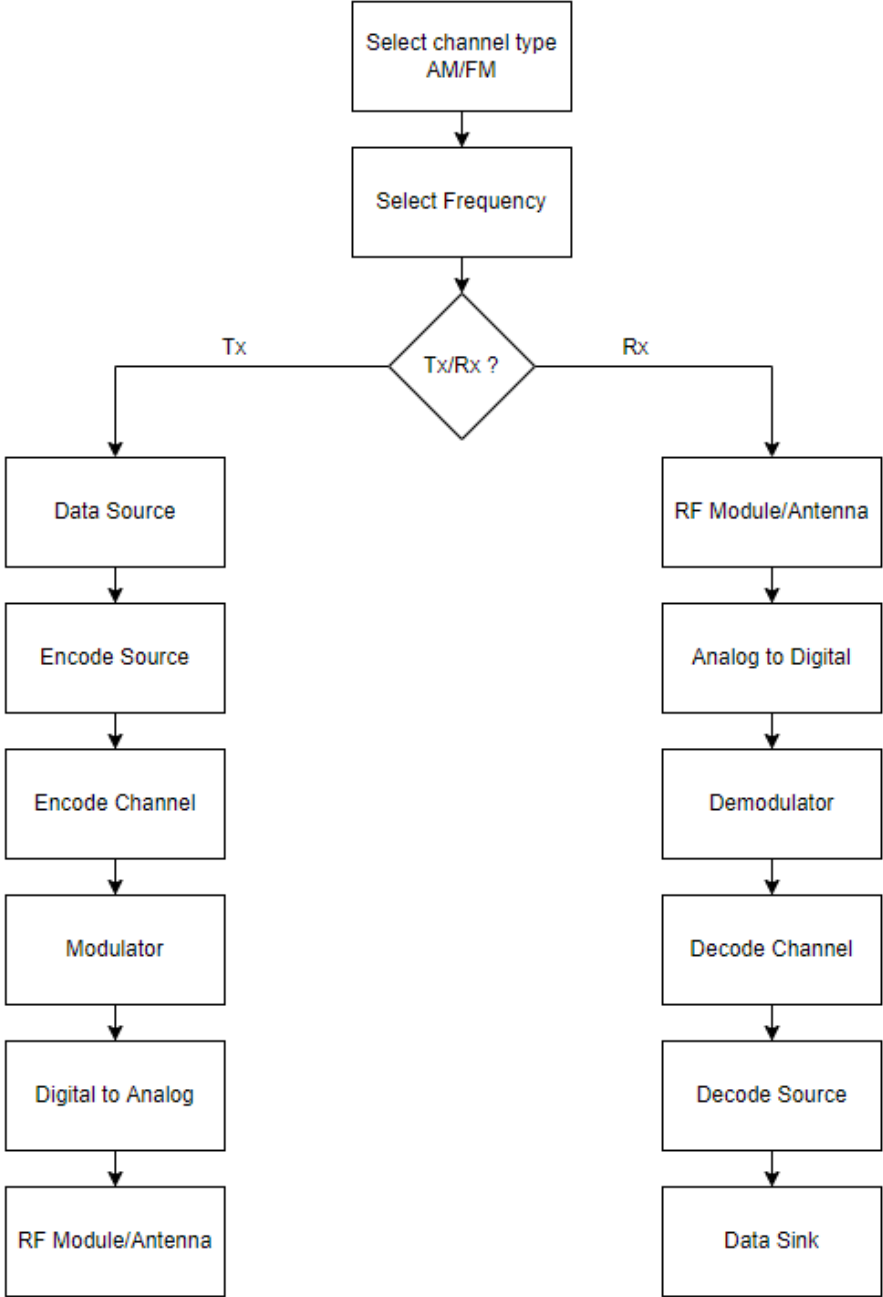 Select channel type
AM/FM
Select Frequency
Tx/Rx ?
Tx
Rx
Data Source
Encode Source
Encode Channel
Modulator
Digital to Analog
RF Module/Antenna
RF Module/Antenna
Analog to Digital
Demodulator
Decode Channel
Decode Source
Data Sink